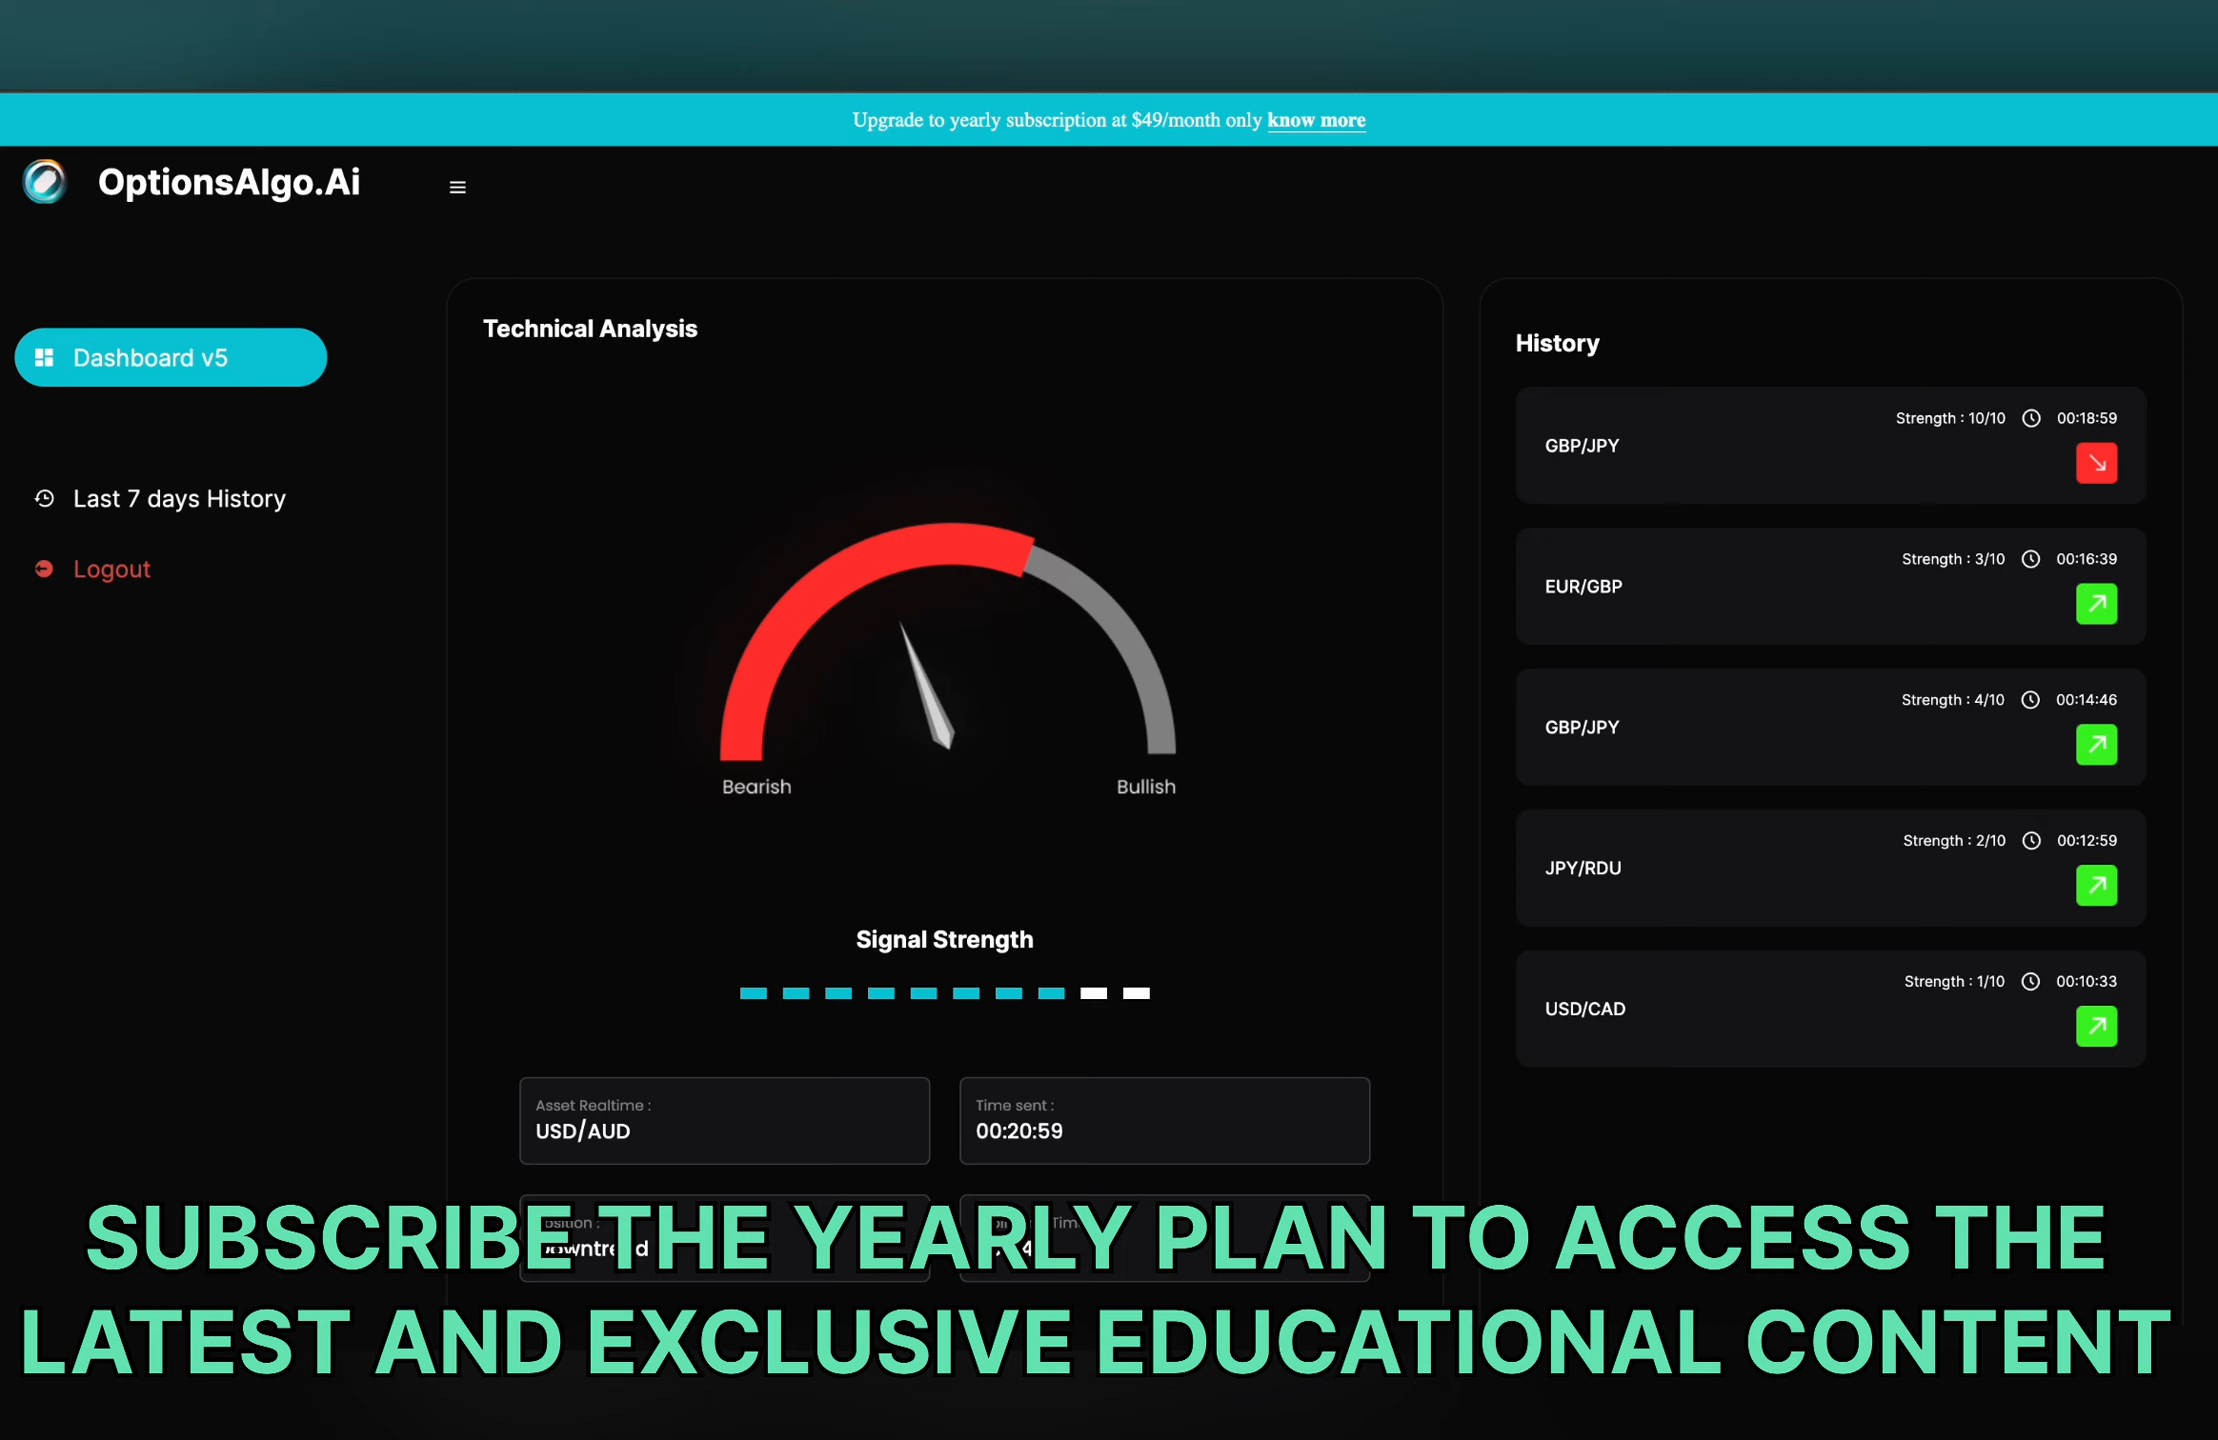 Upgrade to yearly subscription at $49/month only know more
OptionsAlgo.Ai
Dashboard v5
Last 7 days History
Logout
Technical Analysis
Bearish
Bullish
Signal Strength
Asset Realtime :
USD/AUD
Time sent :
00:20:59
History
GBP/JPY
Strength : 10/10
00:18:59
EUR/GBP
Strength : 3/10
00:16:39
GBP/JPY
Strength : 4/10
00:14:46
JPY/RDU
Strength : 2/10
00:12:59
USD/CAD
Strength : 1/10
00:10:33
SUBSCRIBE THE YEARLY PLAN TO ACCESS THE
LATEST AND EXCLUSIVE EDUCATIONAL CONTENT